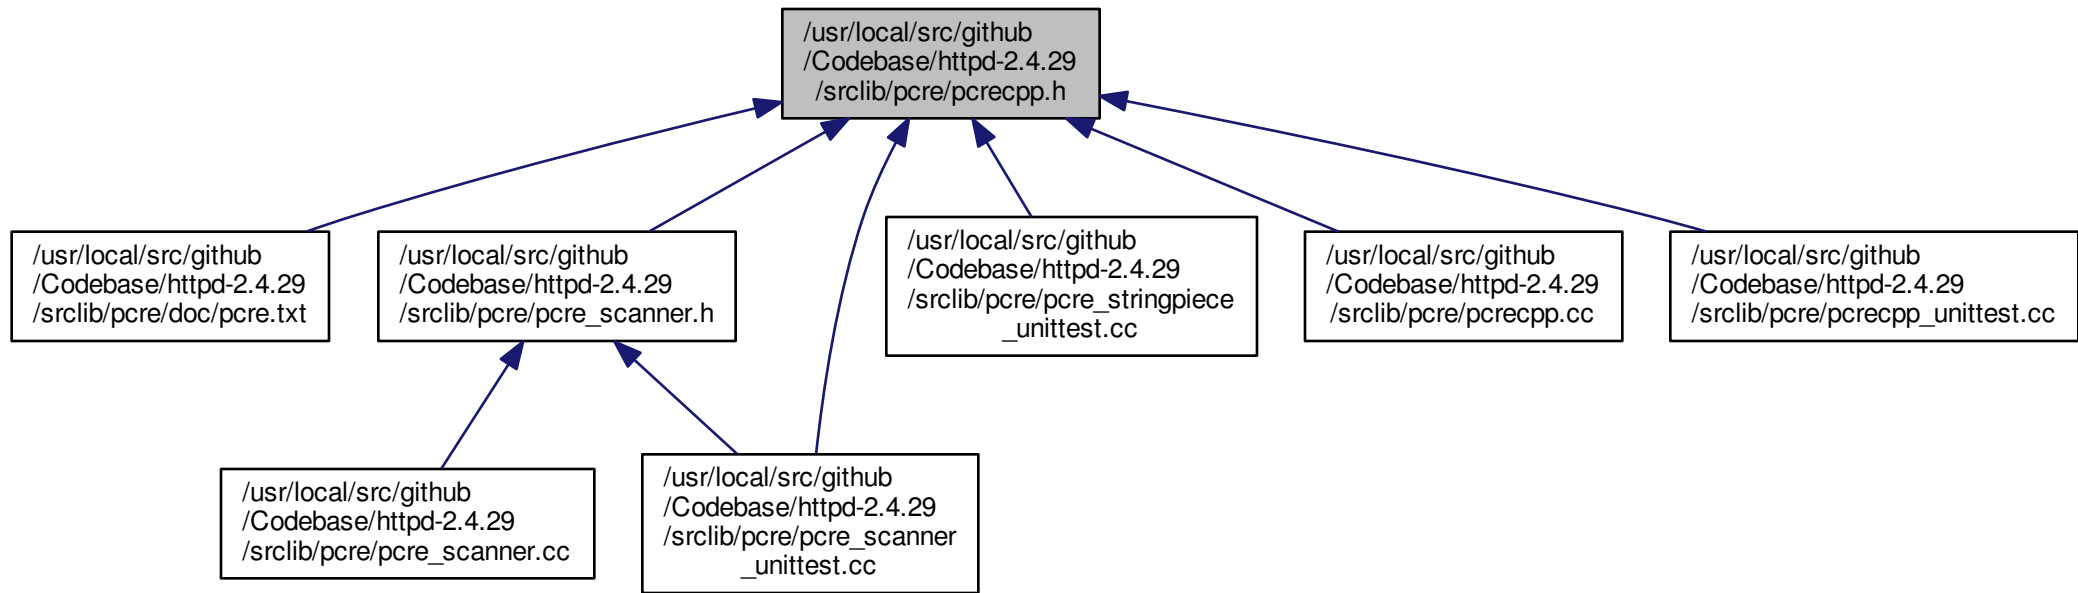 /usr/local/src/github
/Codebase/httpd-2.4.29
/srclib/pcre/pcrecpp.h
/usr/local/src/github
/Codebase/httpd-2.4.29
/srclib/pcre/doc/pcre.txt
/usr/local/src/github
/Codebase/httpd-2.4.29
/srclib/pcre/pcre_scanner.h
/usr/local/src/github
/Codebase/httpd-2.4.29
/srclib/pcre/pcre_stringpiece
_unittest.cc
/usr/local/src/github
/Codebase/httpd-2.4.29
/srclib/pcre/pcrecpp.cc
/usr/local/src/github
/Codebase/httpd-2.4.29
/srclib/pcre/pcrecpp_unittest.cc
/usr/local/src/github
/Codebase/httpd-2.4.29
/srclib/pcre/pcre_scanner.cc
/usr/local/src/github
/Codebase/httpd-2.4.29
/srclib/pcre/pcre_scanner
_unittest.cc